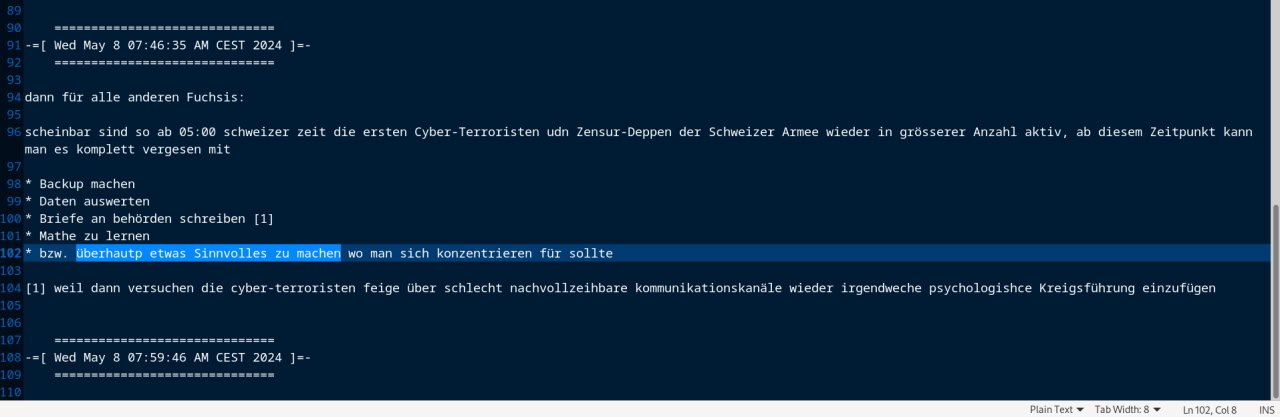 89
90 ==============================
91 -=[ Wed May 8 07:46:35 AM CEST 2024 ]=-
92 ==============================
93
94 dann für alle anderen Fuchsis:
95
96 scheinbar sind so ab 05:00 schweizer zeit die ersten Cyber-Terroristen udn Zensur-Deppen der Schweizer Armee wieder in grösserer Anzahl aktiv, ab diesem Zeitpunkt kann
man es komplett vergesen mit
97
98 * Backup machen
99 * Daten auswerten
100 * Briefe an behörden schreiben [1]
101 * Mathe zu lernen
102 * bzw. überhautp etwas Sinnvolles zu machen wo man sich konzentrieren für sollte
103
104 [1] weil dann versuchen die cyber-terroristen feige über schlecht nachvollzeihbare kommunikationskanäle wieder irgendweche psychologishce Kreigsführung einzufügen
105
106
107 ==============================
108 -=[ Wed May 8 07:59:46 AM CEST 2024 ]=-
109 ==============================
110
Plain Text Tab Width: 8 Ln 102, Col 8 INS